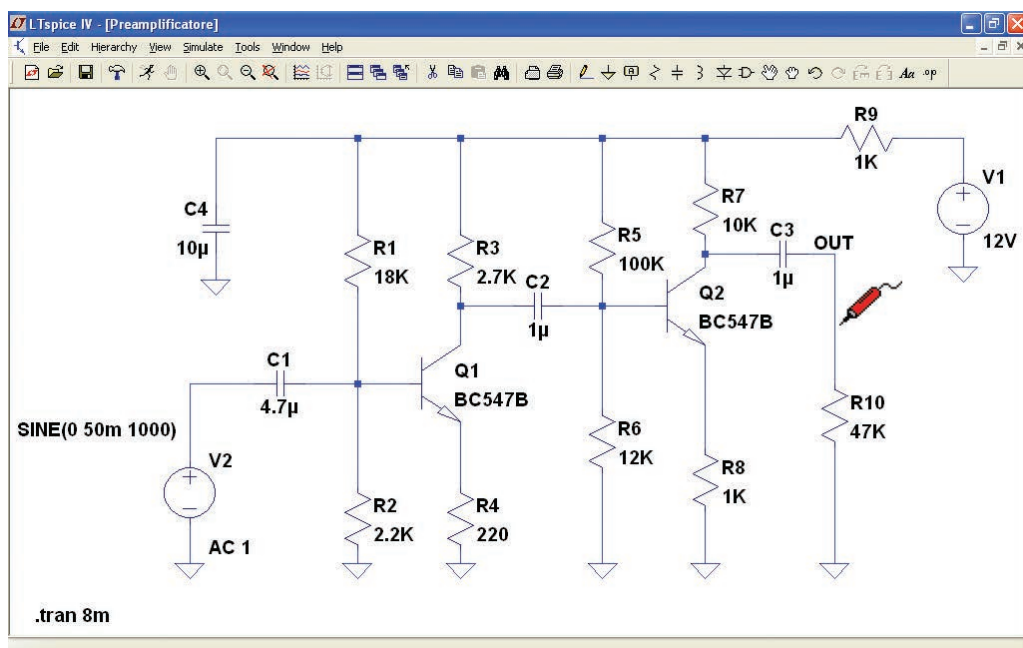 LTspice IV - [Preamplificatore]
File Edit Hierarchy View Simulate Tools Window Help
Aa .op
R9
1K
V1
12V
C4
10µ
R1
18K
R3
2.7K
C2
1µ
R5
100K
R7
10K
C3
1µ
OUT
Q2
BC547B
C1
4.7µ
Q1
BC547B
SINE(0 50m 1000)
V2
AC 1
R2
2.2K
R4
220
R6
12K
R8
1K
R10
47K
.tran 8m